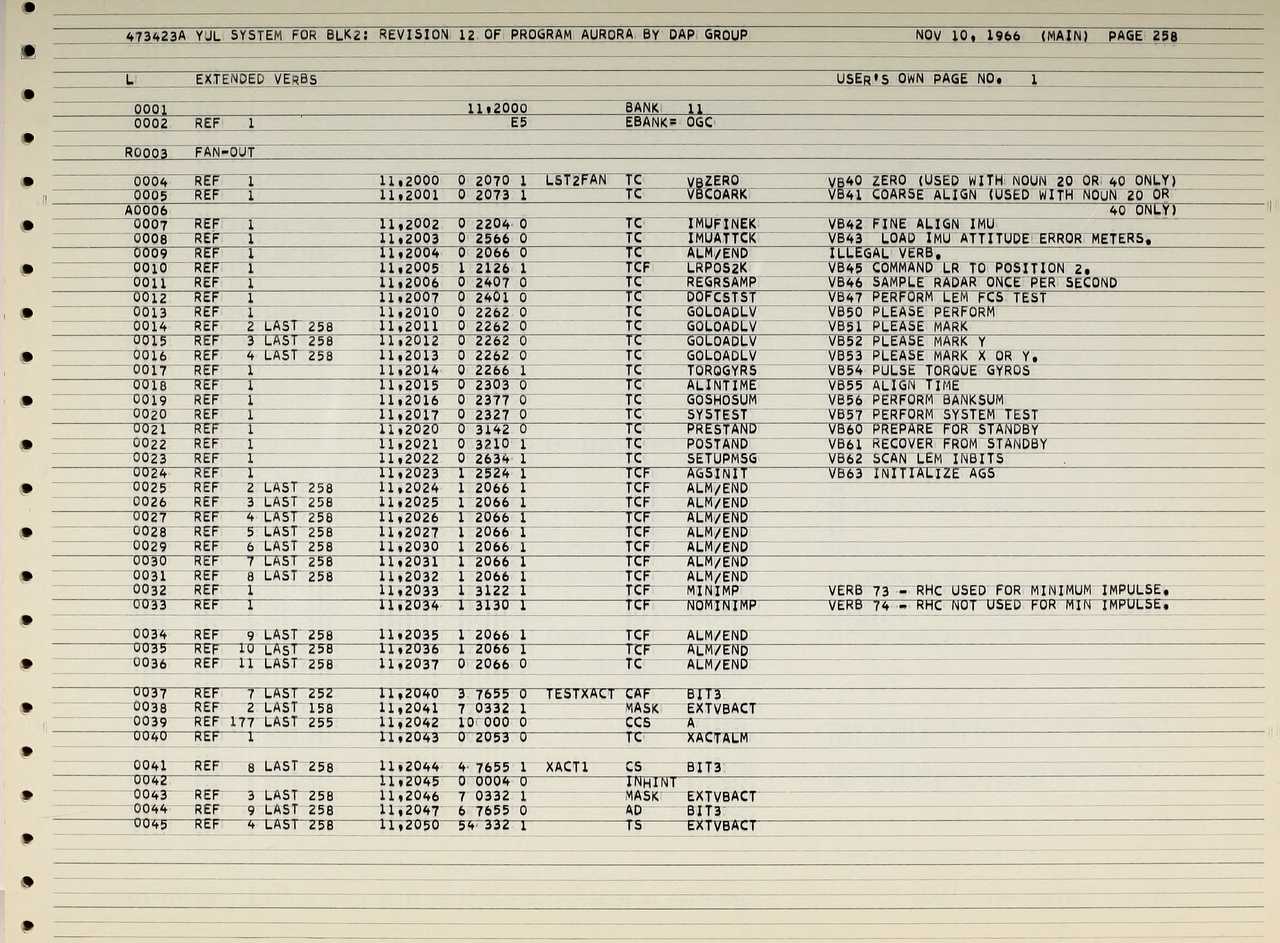 473423A YUL SYSTEM FOR BLK2: REVISION 12 OF PROGRAM AURORA BY DAP GROUP NOV 10, 1966 (MAIN) PAGE 258
L EXTENDED VERBS USER'S OWN PAGE NO. 1
0001 11,2000 BANK 11
0002 REF 1 E5 EBANK= OGC
R0003 FAN-OUT
0004 REF 1 11,2000 0 2070 1 LST2FAN TC VBZERO VB40 ZERO (USED WITH NOUN 20 OR 40 ONLY)
0005 REF 1 11,2001 0 2073 1 TC VBCOARK VB41 COARSE ALIGN (USED WITH NOUN 20 OR
A0006 40 ONLY)
0007 REF 1 11,2002 0 2204 0 TC IMUFINEK VB42 FINE ALIGN IMU
0008 REF 1 11,2003 0 2566 0 TC IMUATTCK VB43 LOAD IMU ATTITUDE ERROR METERS.
0009 REF 1 11,2004 0 2066 0 TC ALM/END ILLEGAL VERB.
0010 REF 1 11,2005 1 2126 1 TCF LRPOS2K VB45 COMMAND LR TO POSITION 2.
0011 REF 1 11,2006 0 2407 0 TC REGRSAMP VB46 SAMPLE RADAR ONCE PER SECOND
0012 REF 1 11,2007 0 2401 0 TC DOFCSTST VB47 PERFORM LEM FCS TEST
0013 REF 1 11,2010 0 2262 0 TC GOLOADLV VB50 PLEASE PERFORM
0014 REF 2 LAST 258 11,2011 0 2262 0 TC GOLOADLV VB51 PLEASE MARK
0015 REF 3 LAST 258 11,2012 0 2262 0 TC GOLOADLV VB52 PLEASE MARK Y
0016 REF 4 LAST 258 11,2013 0 2262 0 TC GOLOADLV VB53 PLEASE MARK X OR Y.
0017 REF 1 11,2014 0 2266 1 TC TORQGYRS VB54 PULSE TORQUE GYROS
0018 REF 1 11,2015 0 2303 0 TC ALINTIME VB55 ALIGN TIME
0019 REF 1 11,2016 0 2377 0 TC GOSHOSUM VB56 PERFORM BANKSUM
0020 REF 1 11,2017 0 2327 0 TC SYSTEST VB57 PERFORM SYSTEM TEST
0021 REF 1 11,2020 0 3142 0 TC PRESTAND VB60 PREPARE FOR STANDBY
0022 REF 1 11,2021 0 3210 1 TC POSTAND VB61 RECOVER FROM STANDBY
0023 REF 1 11,2022 0 2634 1 TC SETUPMSG VB62 SCAN LEM INBITS
0024 REF 1 11,2023 1 2524 1 TCF AGSINIT VB63 INITIALIZE AGS
0025 REF 2 LAST 258 11,2024 1 2066 1 TCF ALM/END
0026 REF 3 LAST 258 11,2025 1 2066 1 TCF ALM/END
0027 REF 4 LAST 258 11,2026 1 2066 1 TCF ALM/END
0028 REF 5 LAST 258 11,2027 1 2066 1 TCF ALM/END
0029 REF 6 LAST 258 11,2030 1 2066 1 TCF ALM/END
0030 REF 7 LAST 258 11,2031 1 2066 1 TCF ALM/END
0031 REF 8 LAST 258 11,2032 1 2066 1 TCF ALM/END
0032 REF 1 11,2033 1 3122 1 TCF MINIMP VERB 73 - RHC USED FOR MINIMUM IMPULSE.
0033 REF 1 11,2034 1 3130 1 TCF NOMINIMP VERB 74 - RHC NOT USED FOR MIN IMPULSE.
0034 REF 9 LAST 258 11,2035 1 2066 1 TCF ALM/END
0035 REF 10 LAST 258 11,2036 1 2066 1 TCF ALM/END
0036 REF 11 LAST 258 11,2037 0 2066 0 TC ALM/END
0037 REF 7 LAST 252 11,2040 3 7655 0 TESTXACT CAF BIT3
0038 REF 2 LAST 158 11,2041 7 0332 1 MASK EXTVBACT
0039 REF 177 LAST 255 11,2042 10 000 0 CCS A
0040 REF 1 11,2043 0 2053 0 TC XACTALM
0041 REF 8 LAST 258 11,2044 4 7655 1 XACT1 CS BIT3
0042 11,2045 0 0004 0 INHINT
0043 REF 3 LAST 258 11,2046 7 0332 1 MASK EXTVBACT
0044 REF 9 LAST 258 11,2047 6 7655 0 AD BIT3
0045 REF 4 LAST 258 11,2050 54 332 1 TS EXTVBACT